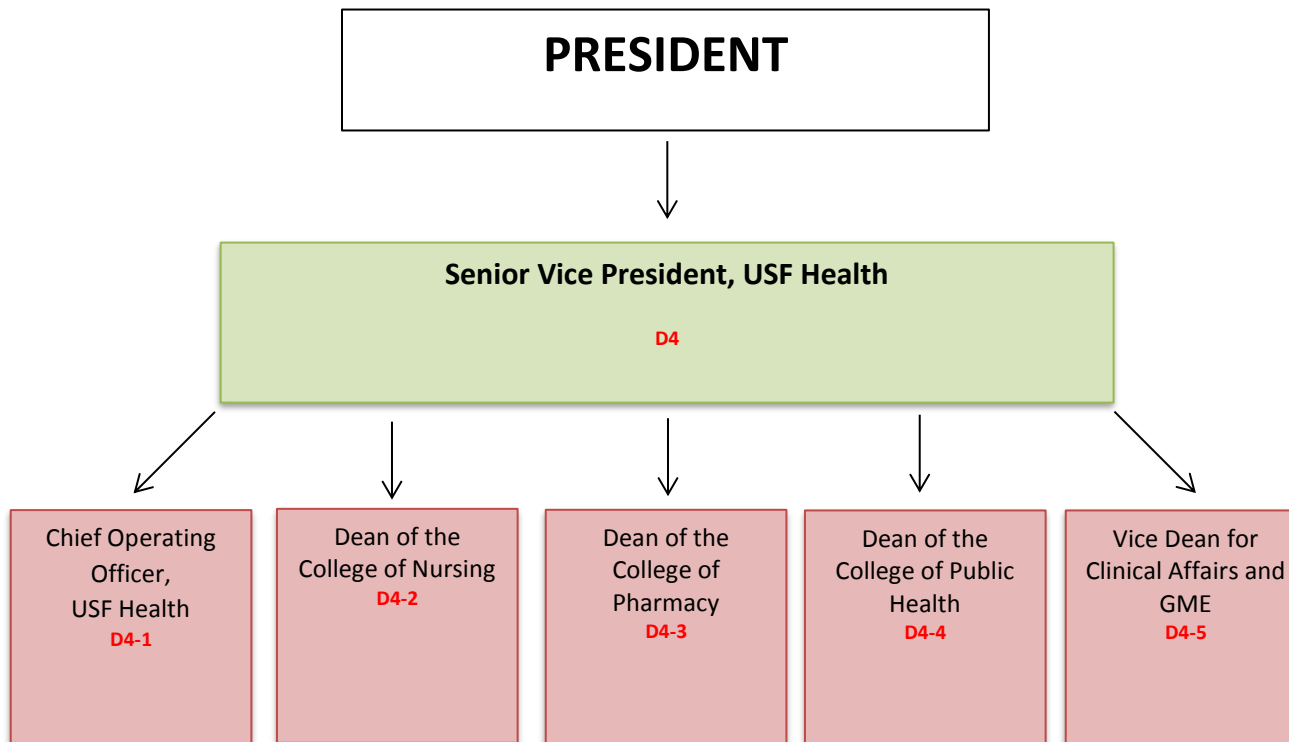 PRESIDENT
Senior Vice President, USF Health
D4
Chief Operating
Officer,
USF Health
D4-1
Dean of the
College of Nursing
D4-2
Dean of the
College of
Pharmacy
D4-3
Dean of the
College of Public
Health
D4-4
Vice Dean for
Clinical Affairs and
GME
D4-5